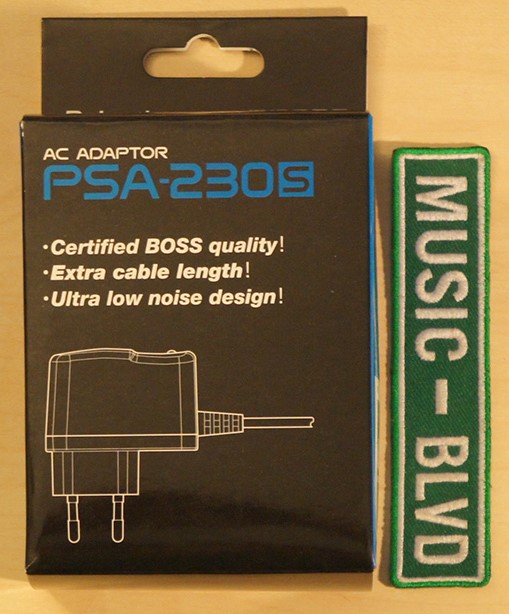 AC ADAPTOR
PSA-230S
·Certified BOSS quality!
·Extra cable length!
·Ultra low noise design!
MUSIC - BLVD